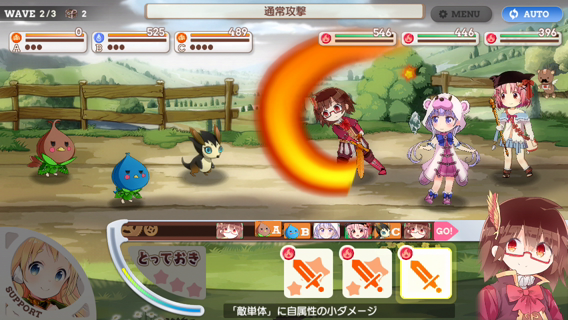 WAVE 2/3 2
通常攻撃
MENU
AUTO
0 525 489 546 446 396
A B C
A B C GO!
とっておき
SUPPORT
「敵単体」に自属性の小ダメージ